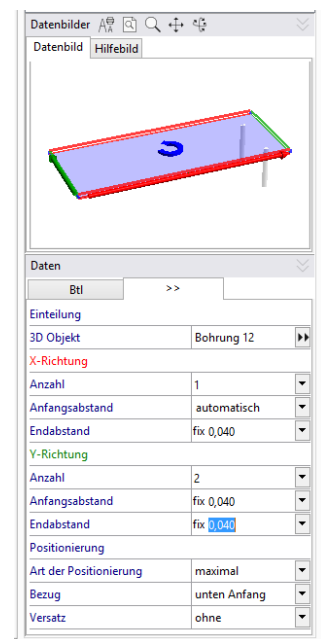 Datenbilder
Datenbild Hilfebild
Daten
Btl >>
Einteilung
3D Objekt Bohrung 12
X-Richtung
Anzahl 1
Anfangsabstand automatisch
Endabstand fix 0,040
Y-Richtung
Anzahl 2
Anfangsabstand fix 0,040
Endabstand fix 0,040
Positionierung
Art der Positionierung maximal
Bezug unten Anfang
Versatz ohne